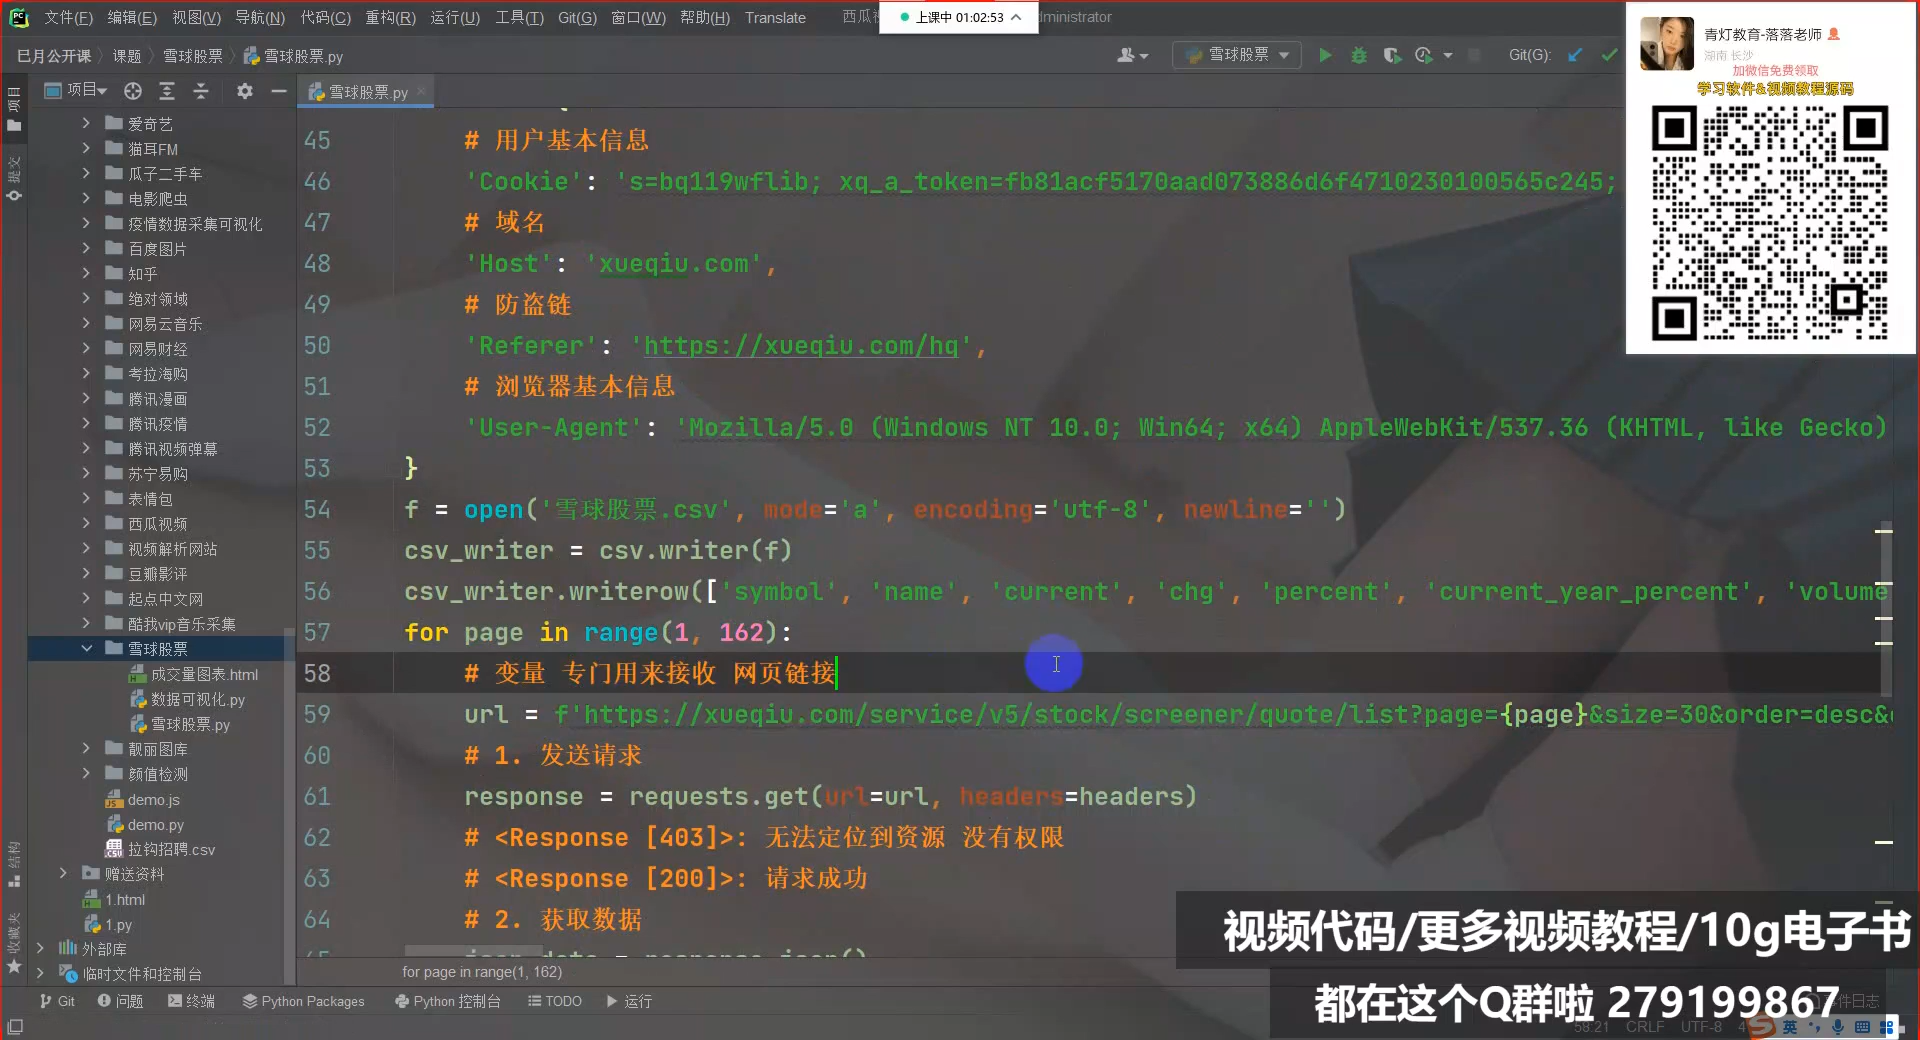 文件(F) 编辑(E) 视图(V) 导航(N) 代码(C) 重构(R) 运行(U) 工具(T) Git(G) 窗口(W) 帮助(H) Translate
上课中 01:02:53
巳月公开课 课题 雪球股票 雪球股票.py
雪球股票
Git(G):
青灯教育-落落老师
湖南 长沙
加微信免费领取
学习软件&视频教程源码
项目
雪球股票.py
项目
提交
结构
收藏夹
爱奇艺
猫耳FM
瓜子二手车
电影爬虫
疫情数据采集可视化
百度图片
知乎
绝对领域
网易云音乐
网易财经
考拉海购
腾讯漫画
腾讯疫情
腾讯视频弹幕
苏宁易购
表情包
西瓜视频
视频解析网站
豆瓣影评
起点中文网
酷我vip音乐采集
雪球股票
成交量图表.html
数据可视化.py
雪球股票.py
靓丽图库
颜值检测
demo.js
demo.py
拉钩招聘.csv
赠送资料
1.html
1.py
外部库
临时文件和控制台
45 # 用户基本信息
46 'Cookie': 's=bq119wflib; xq_a_token=fb81acf5170aad073886d6f4710230100565c245;
47 # 域名
48 'Host': 'xueqiu.com',
49 # 防盗链
50 'Referer': 'https://xueqiu.com/hq',
51 # 浏览器基本信息
52 'User-Agent': 'Mozilla/5.0 (Windows NT 10.0; Win64; x64) AppleWebKit/537.36 (KHTML, like Gecko)
53 }
54 f = open('雪球股票.csv', mode='a', encoding='utf-8', newline='')
55 csv_writer = csv.writer(f)
56 csv_writer.writerow(['symbol', 'name', 'current', 'chg', 'percent', 'current_year_percent', 'volume
57 for page in range(1, 162):
58 # 变量 专门用来接收 网页链接
59 url = f'https://xueqiu.com/service/v5/stock/screener/quote/list?page={page}&size=30&order=desc&
60 # 1. 发送请求
61 response = requests.get(url=url, headers=headers)
62 # <Response [403]>: 无法定位到资源 没有权限
63 # <Response [200]>: 请求成功
64 # 2. 获取数据
for page in range(1, 162)
视频代码/更多视频教程/10g电子书
都在这个Q群啦 279199867
Git 问题 终端 Python Packages Python 控制台 TODO 运行
事件日志
58:21 CRLF UTF-8 4
英